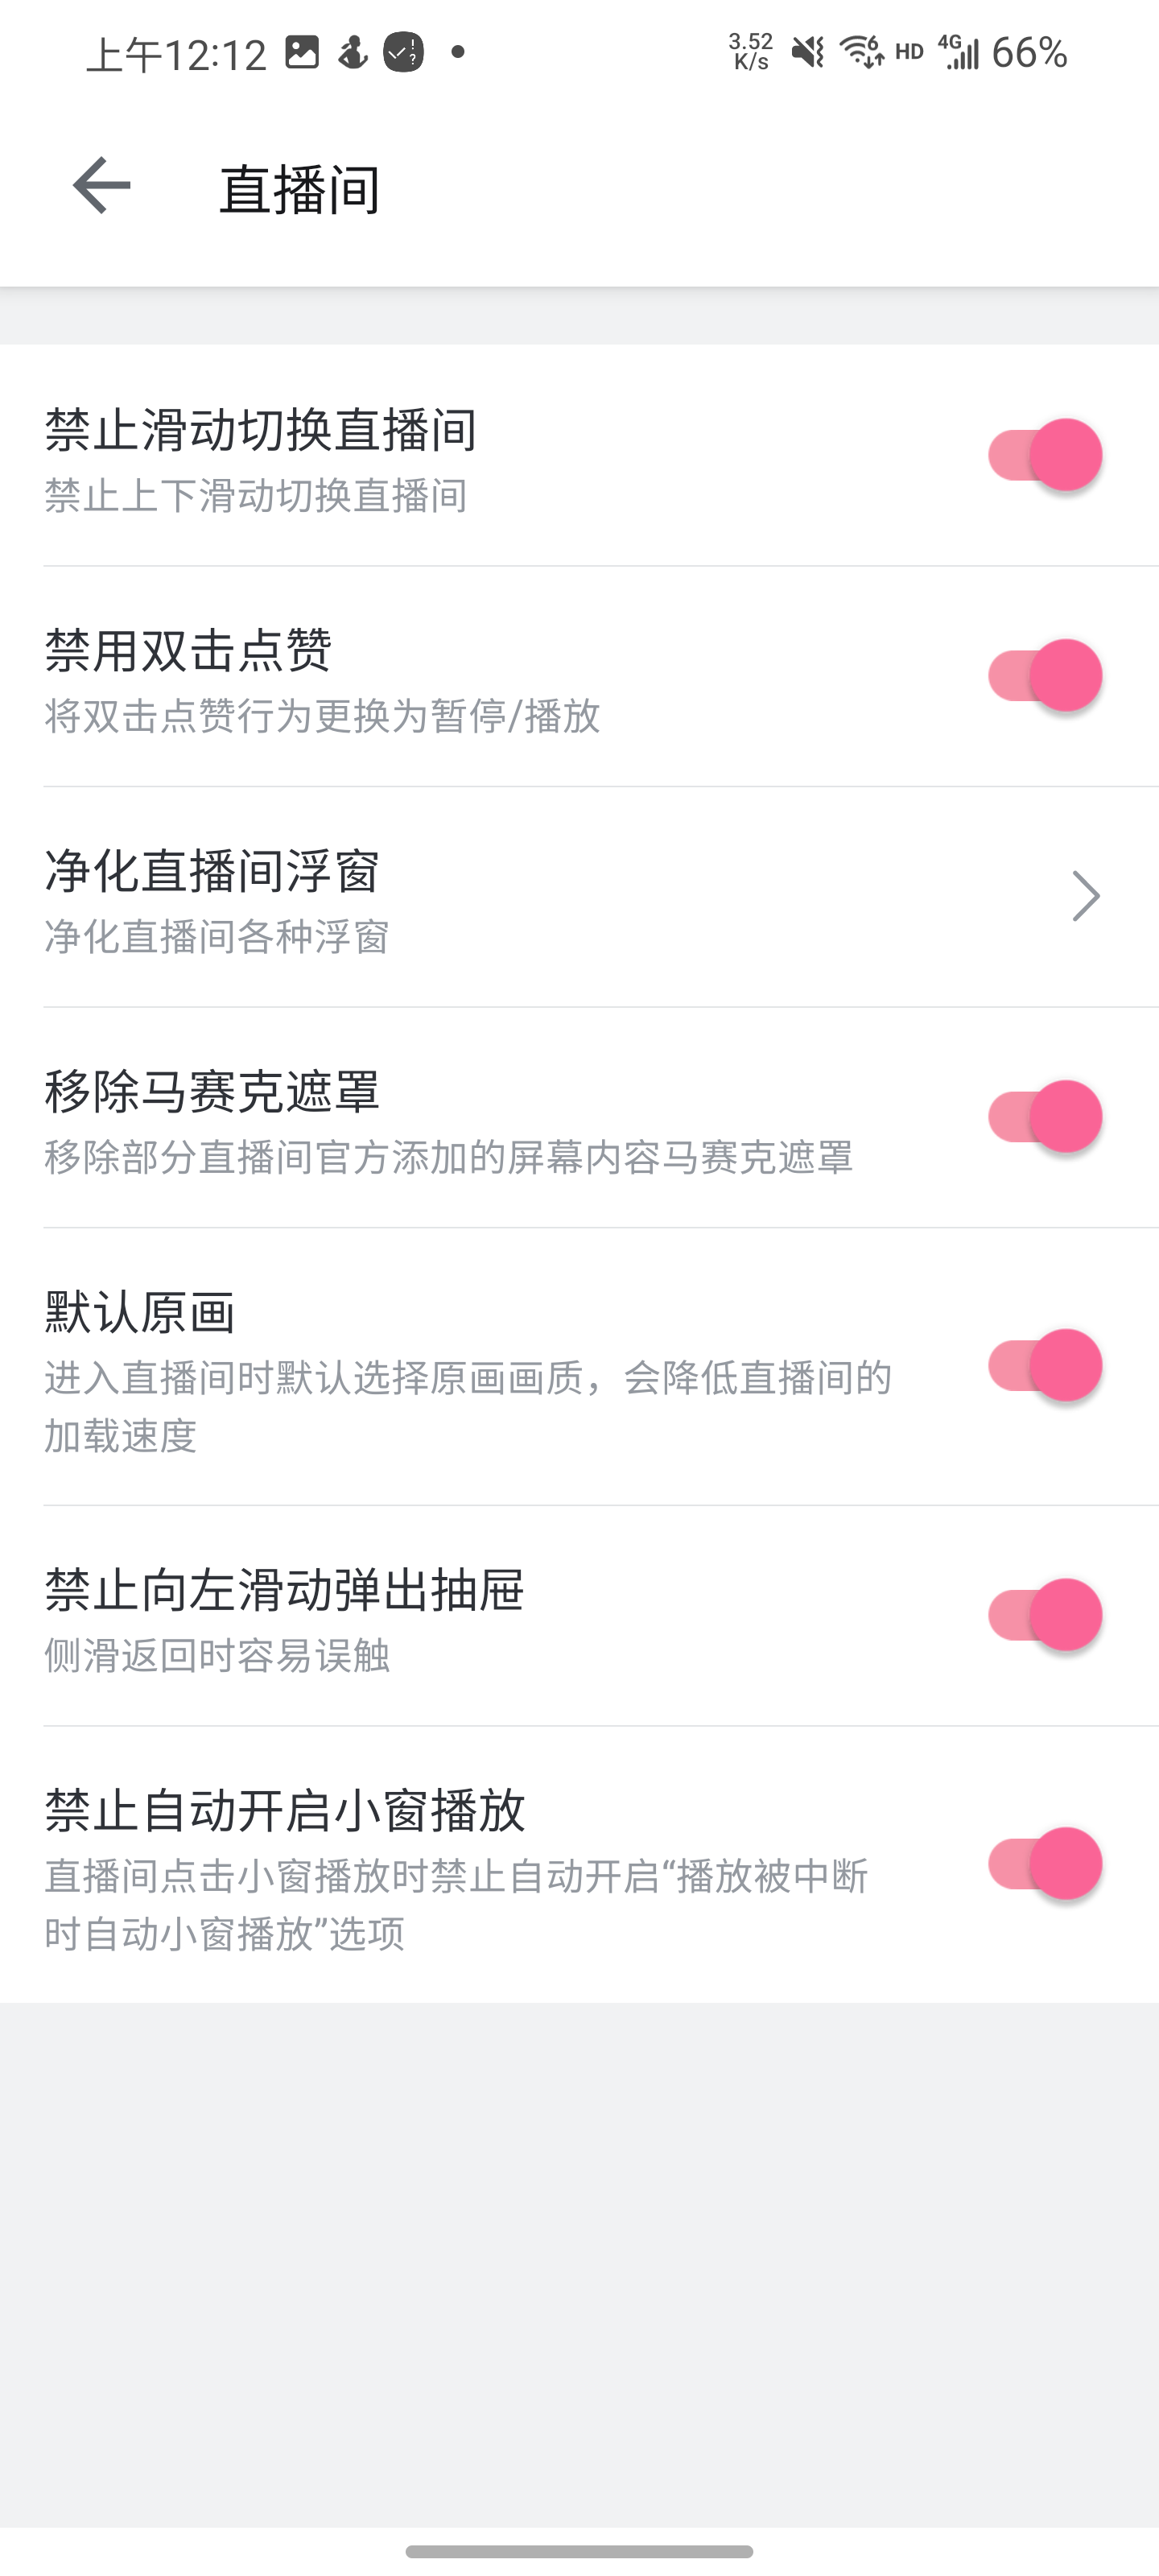 上午12:12
3.52
K/s
6
HD
4G
66%
直播间
禁止滑动切换直播间
禁止上下滑动切换直播间
禁用双击点赞
将双击点赞行为更换为暂停/播放
净化直播间浮窗
净化直播间各种浮窗
移除马赛克遮罩
移除部分直播间官方添加的屏幕内容马赛克遮罩
默认原画
进入直播间时默认选择原画画质，会降低直播间的
加载速度
禁止向左滑动弹出抽屉
侧滑返回时容易误触
禁止自动开启小窗播放
直播间点击小窗播放时禁止自动开启“播放被中断
时自动小窗播放”选项